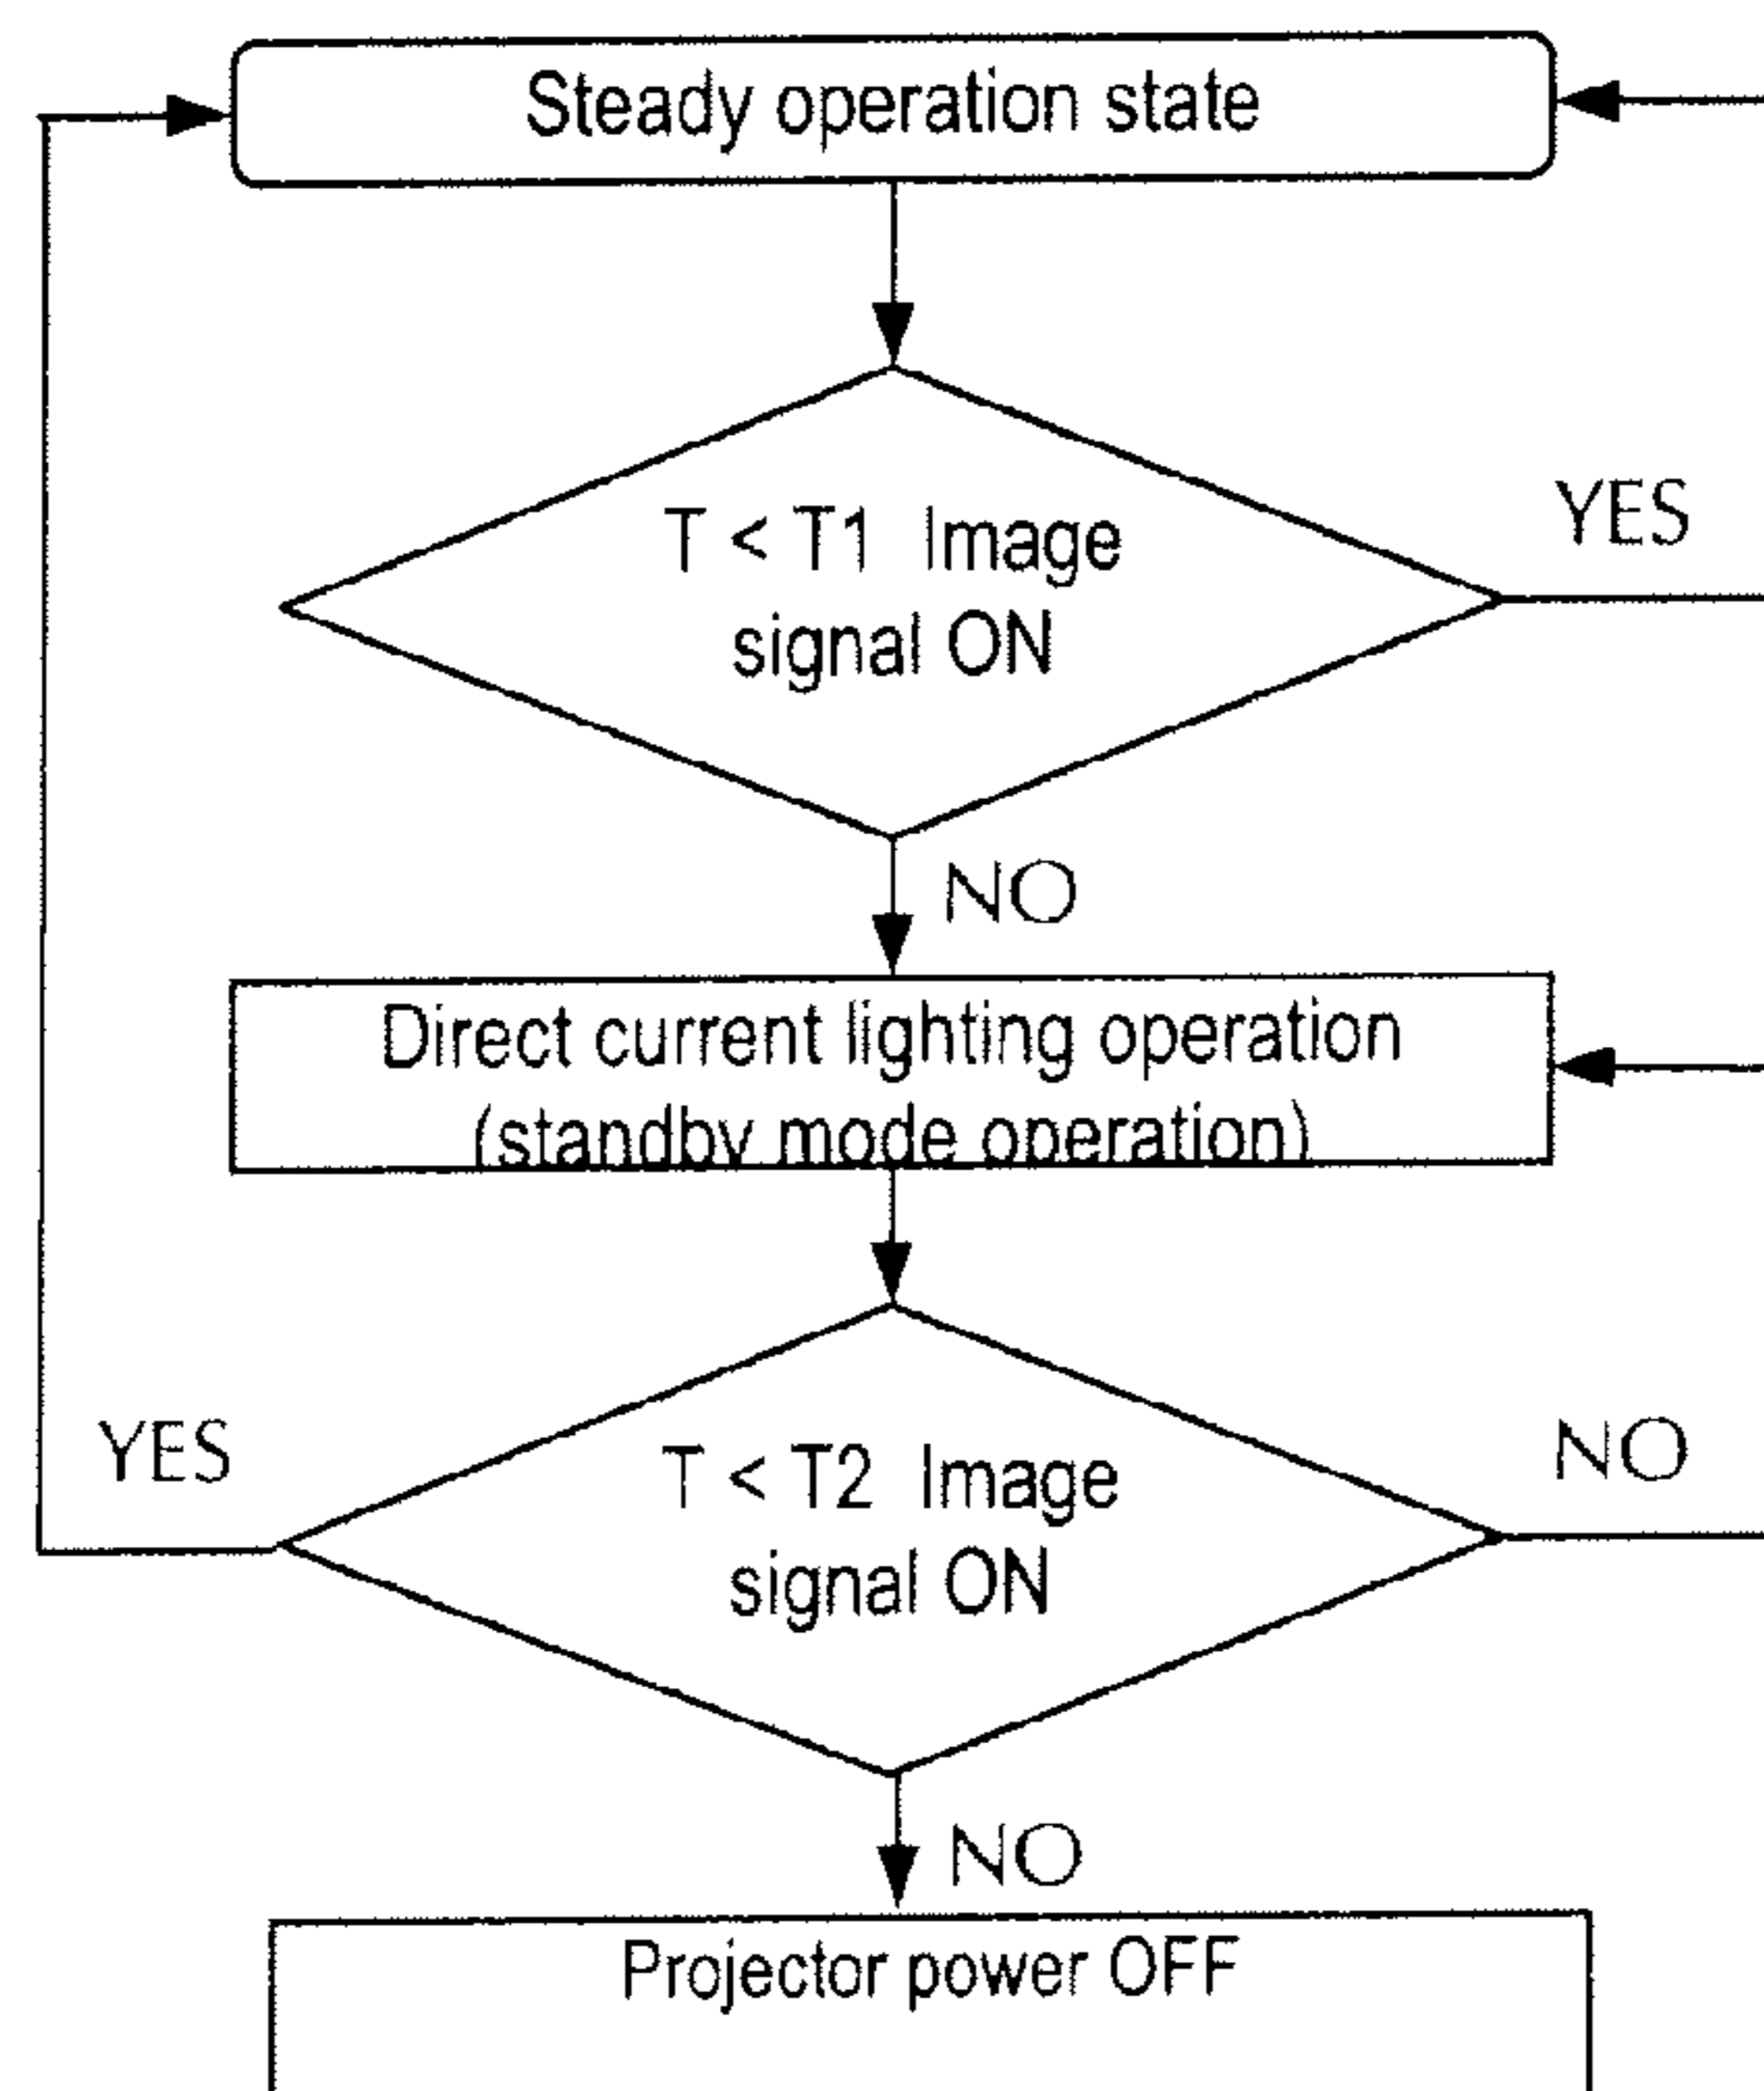 Steady operation state
T < T1 Image
signal ON
YES
NO
Direct current lighting operation
(standby mode operation)
YES
T < T2 Image
signal ON
NO
NO
Projector power OFF